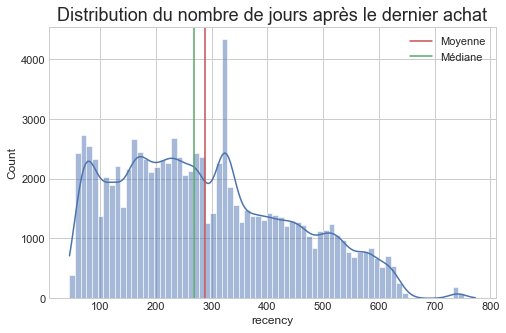 Distribution du nombre de jours après le dernier achat
Moyenne
Médiane
4000
3000
2000
1000
0
Count
100 200 300 400 500 600 700 800
recency